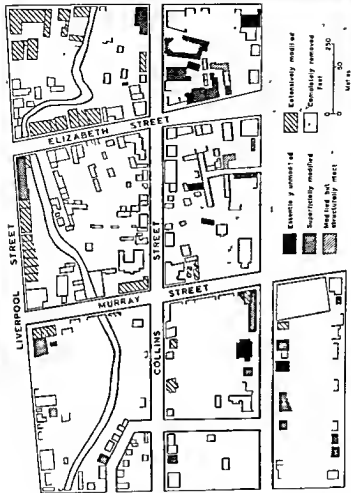 LIVERPOOL STREET
ELIZABETH STREET
MURRAY STREET
COLLINS STREET
Essentially unmodified
Superficially modified
Modified but structurally intact
Extensively modified
Completely removed
Feet
250
50
Metres